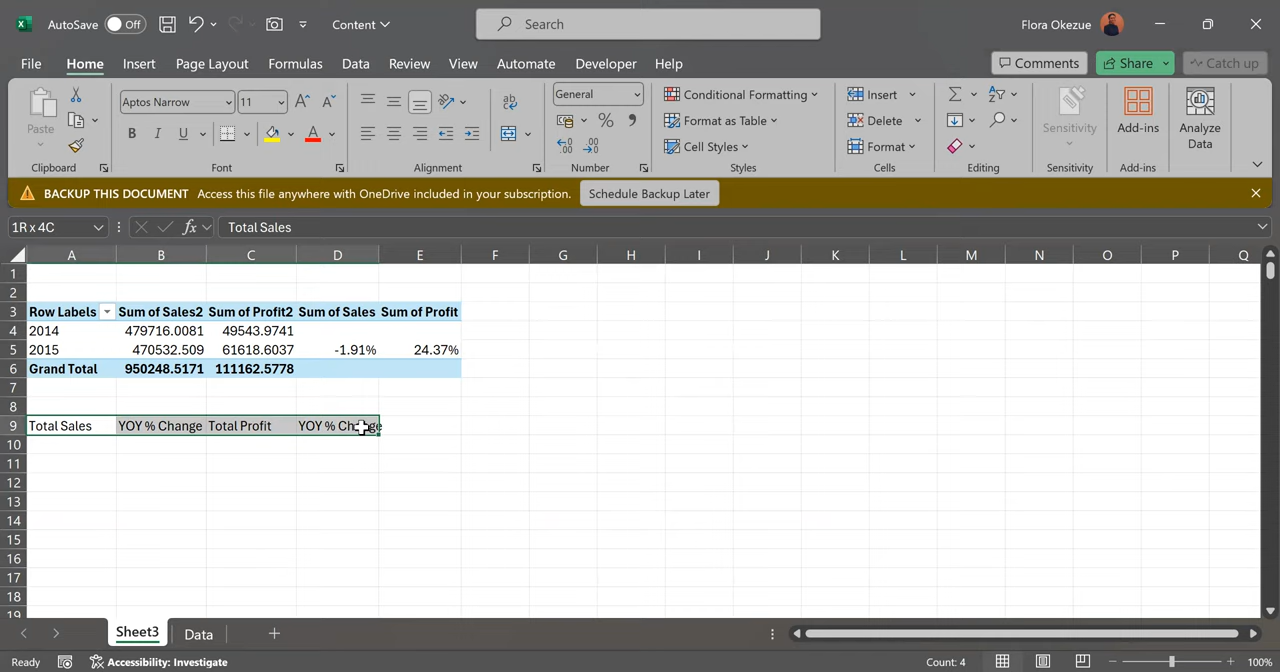 AutoSave Off Content Search Flora Okezue
File Home Insert Page Layout Formulas Data Review View Automate Developer Help Comments Share Catch up
Paste Aptos Narrow 11 General Conditional Formatting Insert
B I U Format as Table Delete Sensitivity Add-ins Analyze Data
Cell Styles Format
Clipboard Font Alignment Number Styles Cells Editing Sensitivity Add-ins
BACKUP THIS DOCUMENT Access this file anywhere with OneDrive included in your subscription. Schedule Backup Later
1R x 4C fx Total Sales
A B C D E F G H I J K L M N O P Q
1
2
3 Row Labels Sum of Sales2 Sum of Profit2 Sum of Sales Sum of Profit
4 2014 479716.0081 49543.9741
5 2015 470532.509 61618.6037 -1.91% 24.37%
6 Grand Total 950248.5171 111162.5778
7
8
9 Total Sales YOY % Change Total Profit YOY % Change
10
11
12
13
14
15
16
17
18
19
Sheet3 Data
Ready Accessibility: Investigate Count: 4 100%